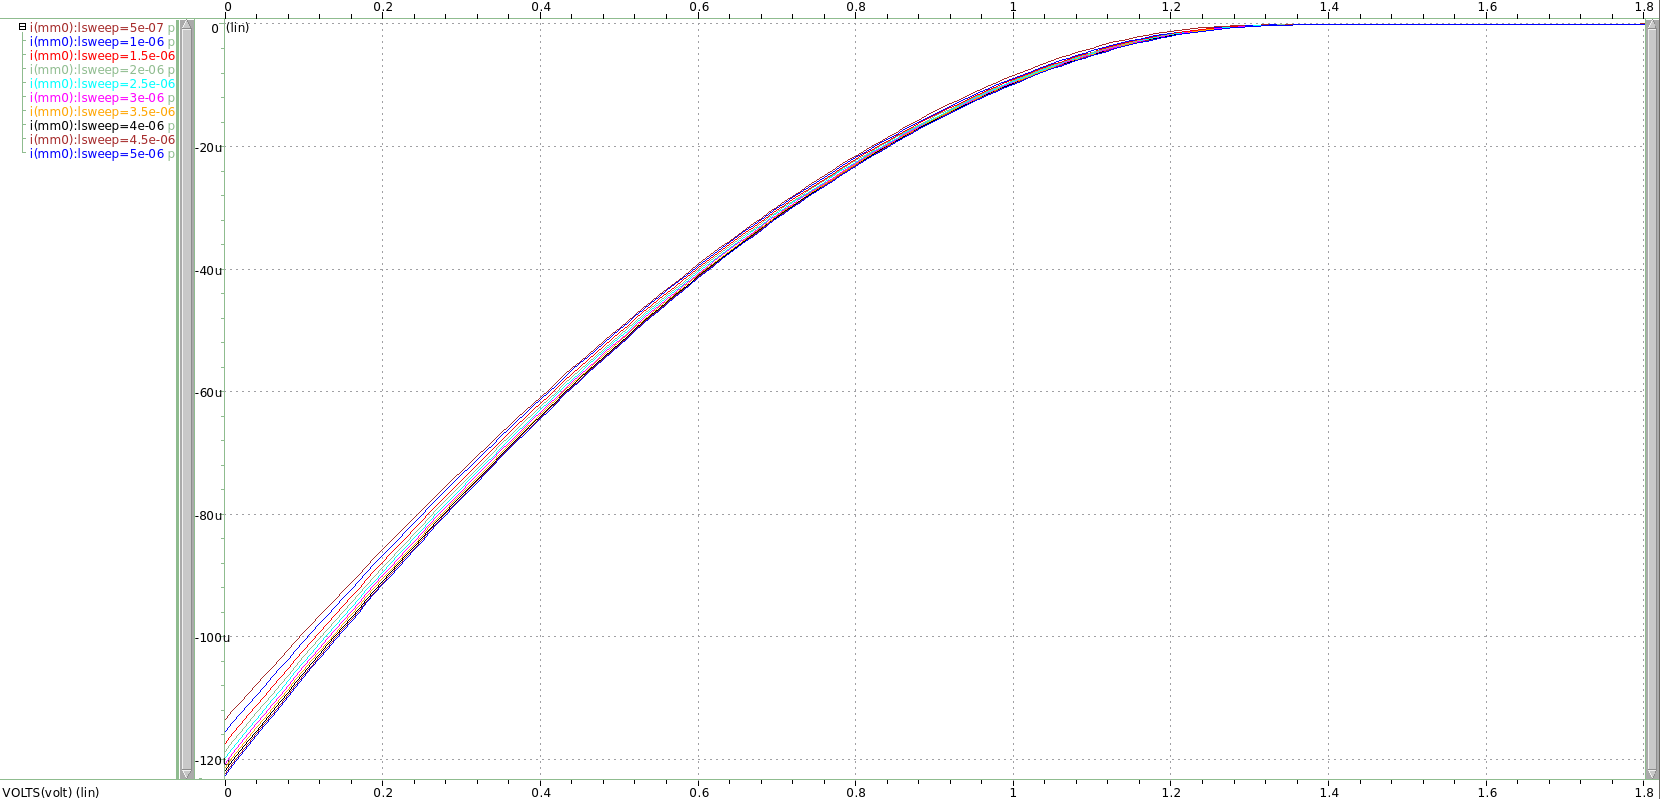 0 0.2 0.4 0.6 0.8 1 1.2 1.4 1.6 1.8
0 (lin)
i(mm0):lsweep=5e-07 p
i(mm0):lsweep=1e-06 p
i(mm0):lsweep=1.5e-06
i(mm0):lsweep=2e-06 p
i(mm0):lsweep=2.5e-06
i(mm0):lsweep=3e-06 p
i(mm0):lsweep=3.5e-06
i(mm0):lsweep=4e-06 p
i(mm0):lsweep=4.5e-06
i(mm0):lsweep=5e-06 p
-20u
-40u
-60u
-80u
-100u
-120u
VOLTS(volt) (lin) 0 0.2 0.4 0.6 0.8 1 1.2 1.4 1.6 1.8